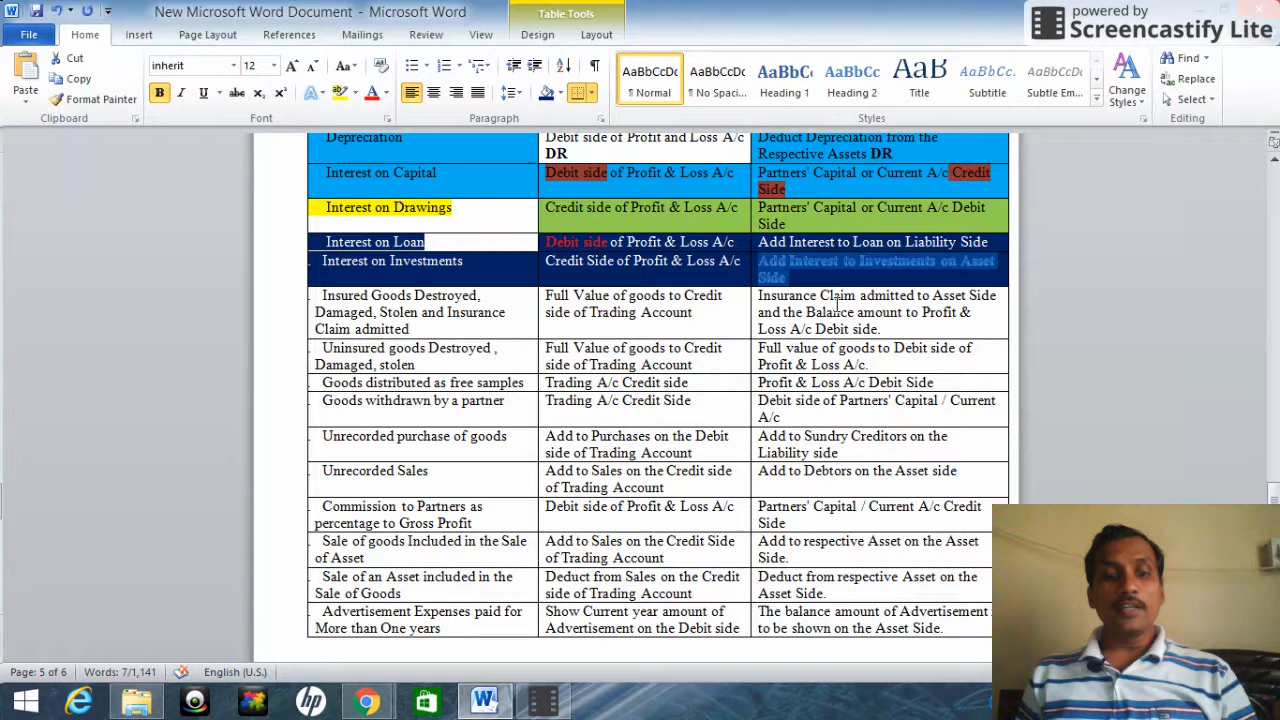 New Microsoft Word Document - Microsoft Word
Table Tools
powered by
Screencastify Lite
File
Home
Insert
Page Layout
References
Mailings
Review
View
Design
Layout
Paste
Cut
Copy
Format Painter
Clipboard
inherit
12
Font
Paragraph
AaBbCcDc
¶ Normal
AaBbCcDc
¶ No Spaci...
AaBbC
Heading 1
AaBbCc
Heading 2
AaB
Title
AaBbCcD
Subtitle
AaBbCcD
Subtle Em...
Change
Styles
Styles
Find
Replace
Select
Editing
Depreciation
Debit side of Profit and Loss A/c
DR
Deduct Depreciation from the
Respective Assets DR
Interest on Capital
Debit side of Profit & Loss A/c
Partners' Capital or Current A/c Credit
Side
Interest on Drawings
Credit side of Profit & Loss A/c
Partners' Capital or Current A/c Debit
Side
Interest on Loan
Debit side of Profit & Loss A/c
Add Interest to Loan on Liability Side
Interest on Investments
Credit Side of Profit & Loss A/c
Add Interest to Investments on Asset
Side
Insured Goods Destroyed,
Damaged, Stolen and Insurance
Claim admitted
Full Value of goods to Credit
side of Trading Account
Insurance Claim admitted to Asset Side
and the Balance amount to Profit &
Loss A/c Debit side.
Uninsured goods Destroyed ,
Damaged, stolen
Full Value of goods to Credit
side of Trading Account
Full value of goods to Debit side of
Profit & Loss A/c.
Goods distributed as free samples
Trading A/c Credit side
Profit & Loss A/c Debit Side
Goods withdrawn by a partner
Trading A/c Credit Side
Debit side of Partners' Capital / Current
A/c
Unrecorded purchase of goods
Add to Purchases on the Debit
side of Trading Account
Add to Sundry Creditors on the
Liability side
Unrecorded Sales
Add to Sales on the Credit side
of Trading Account
Add to Debtors on the Asset side
Commission to Partners as
percentage to Gross Profit
Debit side of Profit & Loss A/c
Partners' Capital / Current A/c Credit
Side
Sale of goods Included in the Sale
of Asset
Add to Sales on the Credit Side
of Trading Account
Add to respective Asset on the Asset
Side.
Sale of an Asset included in the
Sale of Goods
Deduct from Sales on the Credit
side of Trading Account
Deduct from respective Asset on the
Asset Side.
Advertisement Expenses paid for
More than One years
Show Current year amount of
Advertisement on the Debit side
The balance amount of Advertisement
to be shown on the Asset Side.
Page: 5 of 6
Words: 7/1,141
English (U.S.)